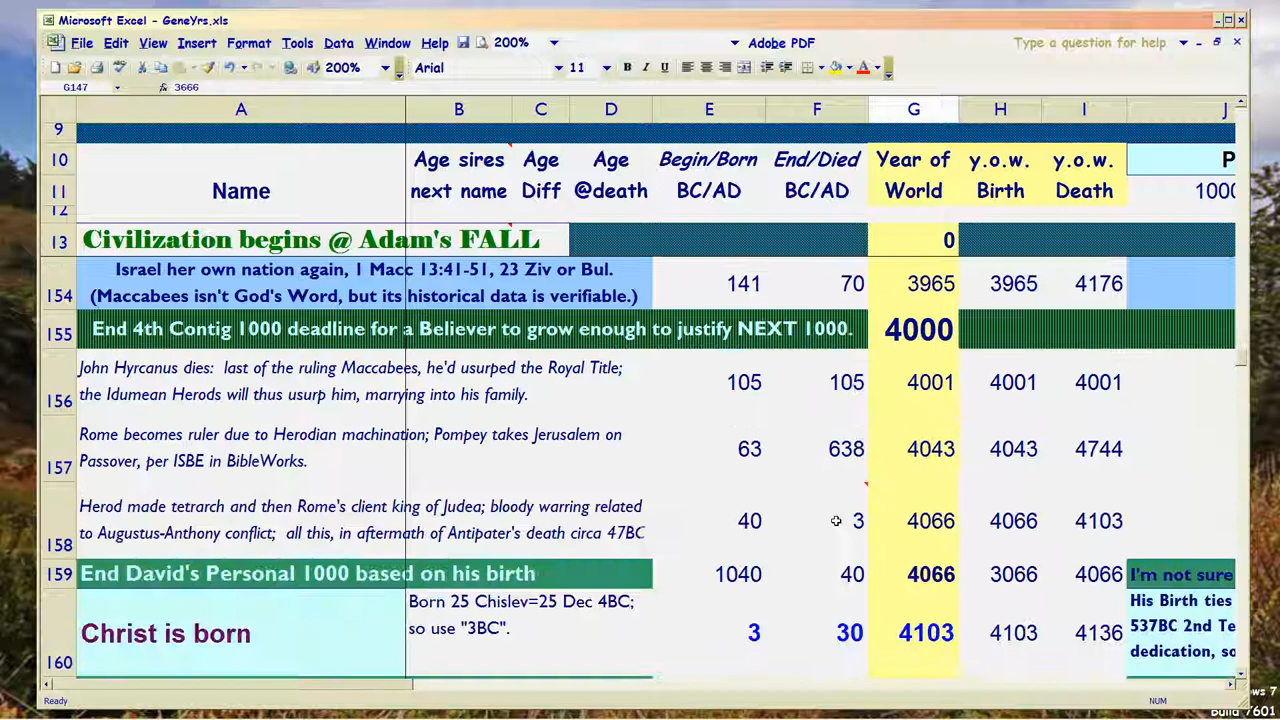 Microsoft Excel - GeneYrs.xls
File Edit View Insert Format Tools Data Window Help 200% Adobe PDF Type a question for help
200% Arial 11 B I U
G147 fx 3666
A B C D E F G H I J
9
10 Age sires Age Age Begin/Born End/Died Year of y.o.w. y.o.w. P
11 Name next name Diff @death BC/AD BC/AD World Birth Death 1000
12
13 Civilization begins @ Adam's FALL 0
Israel her own nation again, 1 Macc 13:41-51, 23 Ziv or Bul.
154 (Maccabees isn't God's Word, but its historical data is verifiable.) 141 70 3965 3965 4176
155 End 4th Contig 1000 deadline for a Believer to grow enough to justify NEXT 1000. 4000
John Hyrcanus dies: last of the ruling Maccabees, he'd usurped the Royal Title;
156 the Idumean Herods will thus usurp him, marrying into his family. 105 105 4001 4001 4001
Rome becomes ruler due to Herodian machination; Pompey takes Jerusalem on
157 Passover, per ISBE in BibleWorks. 63 638 4043 4043 4744
Herod made tetrarch and then Rome's client king of Judea; bloody warring related
158 to Augustus-Anthony conflict; all this, in aftermath of Antipater's death circa 47BC 40 3 4066 4066 4103
159 End David's Personal 1000 based on his birth 1040 40 4066 3066 4066 I'm not sure
Born 25 Chislev=25 Dec 4BC; His Birth ties
so use "3BC". 537BC 2nd Te
160 Christ is born 3 30 4103 4103 4136 dedication, so
Ready NUM
ws 7
Build 7601